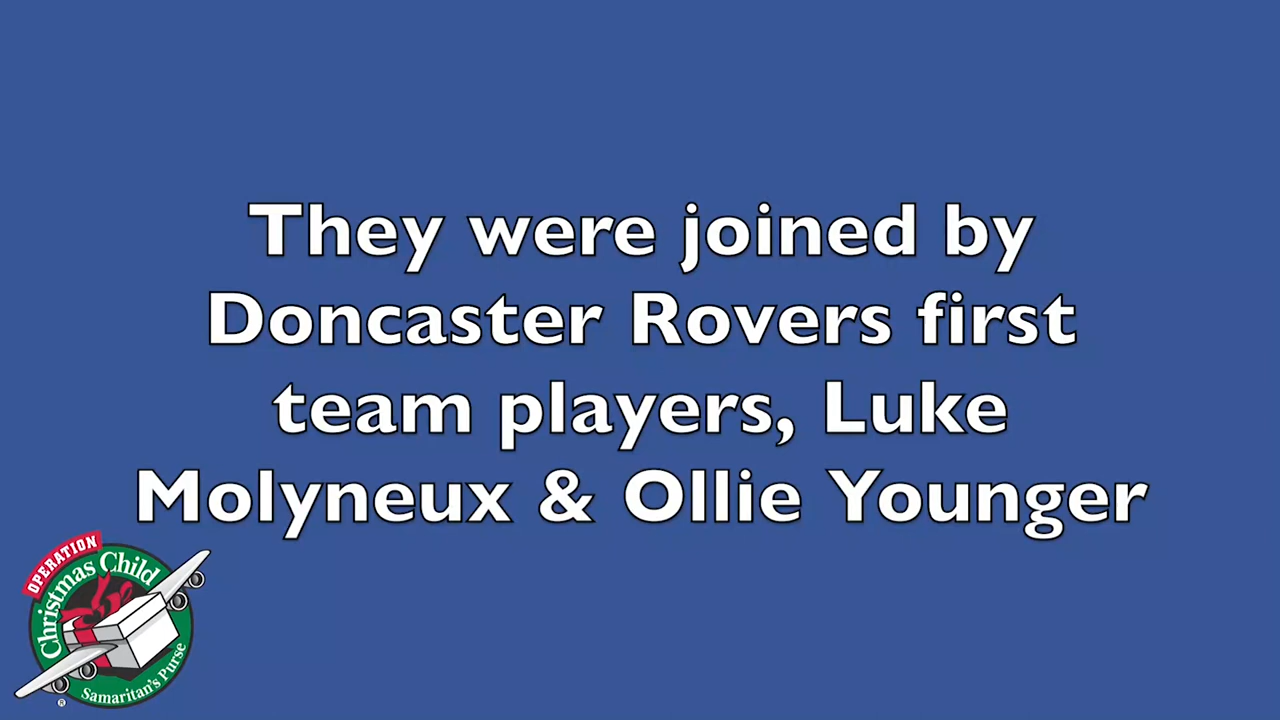 They were joined by
Doncaster Rovers first
team players, Luke
Molyneux & Ollie Younger
OPERATION
Christmas Child
Samaritan's Purse
®